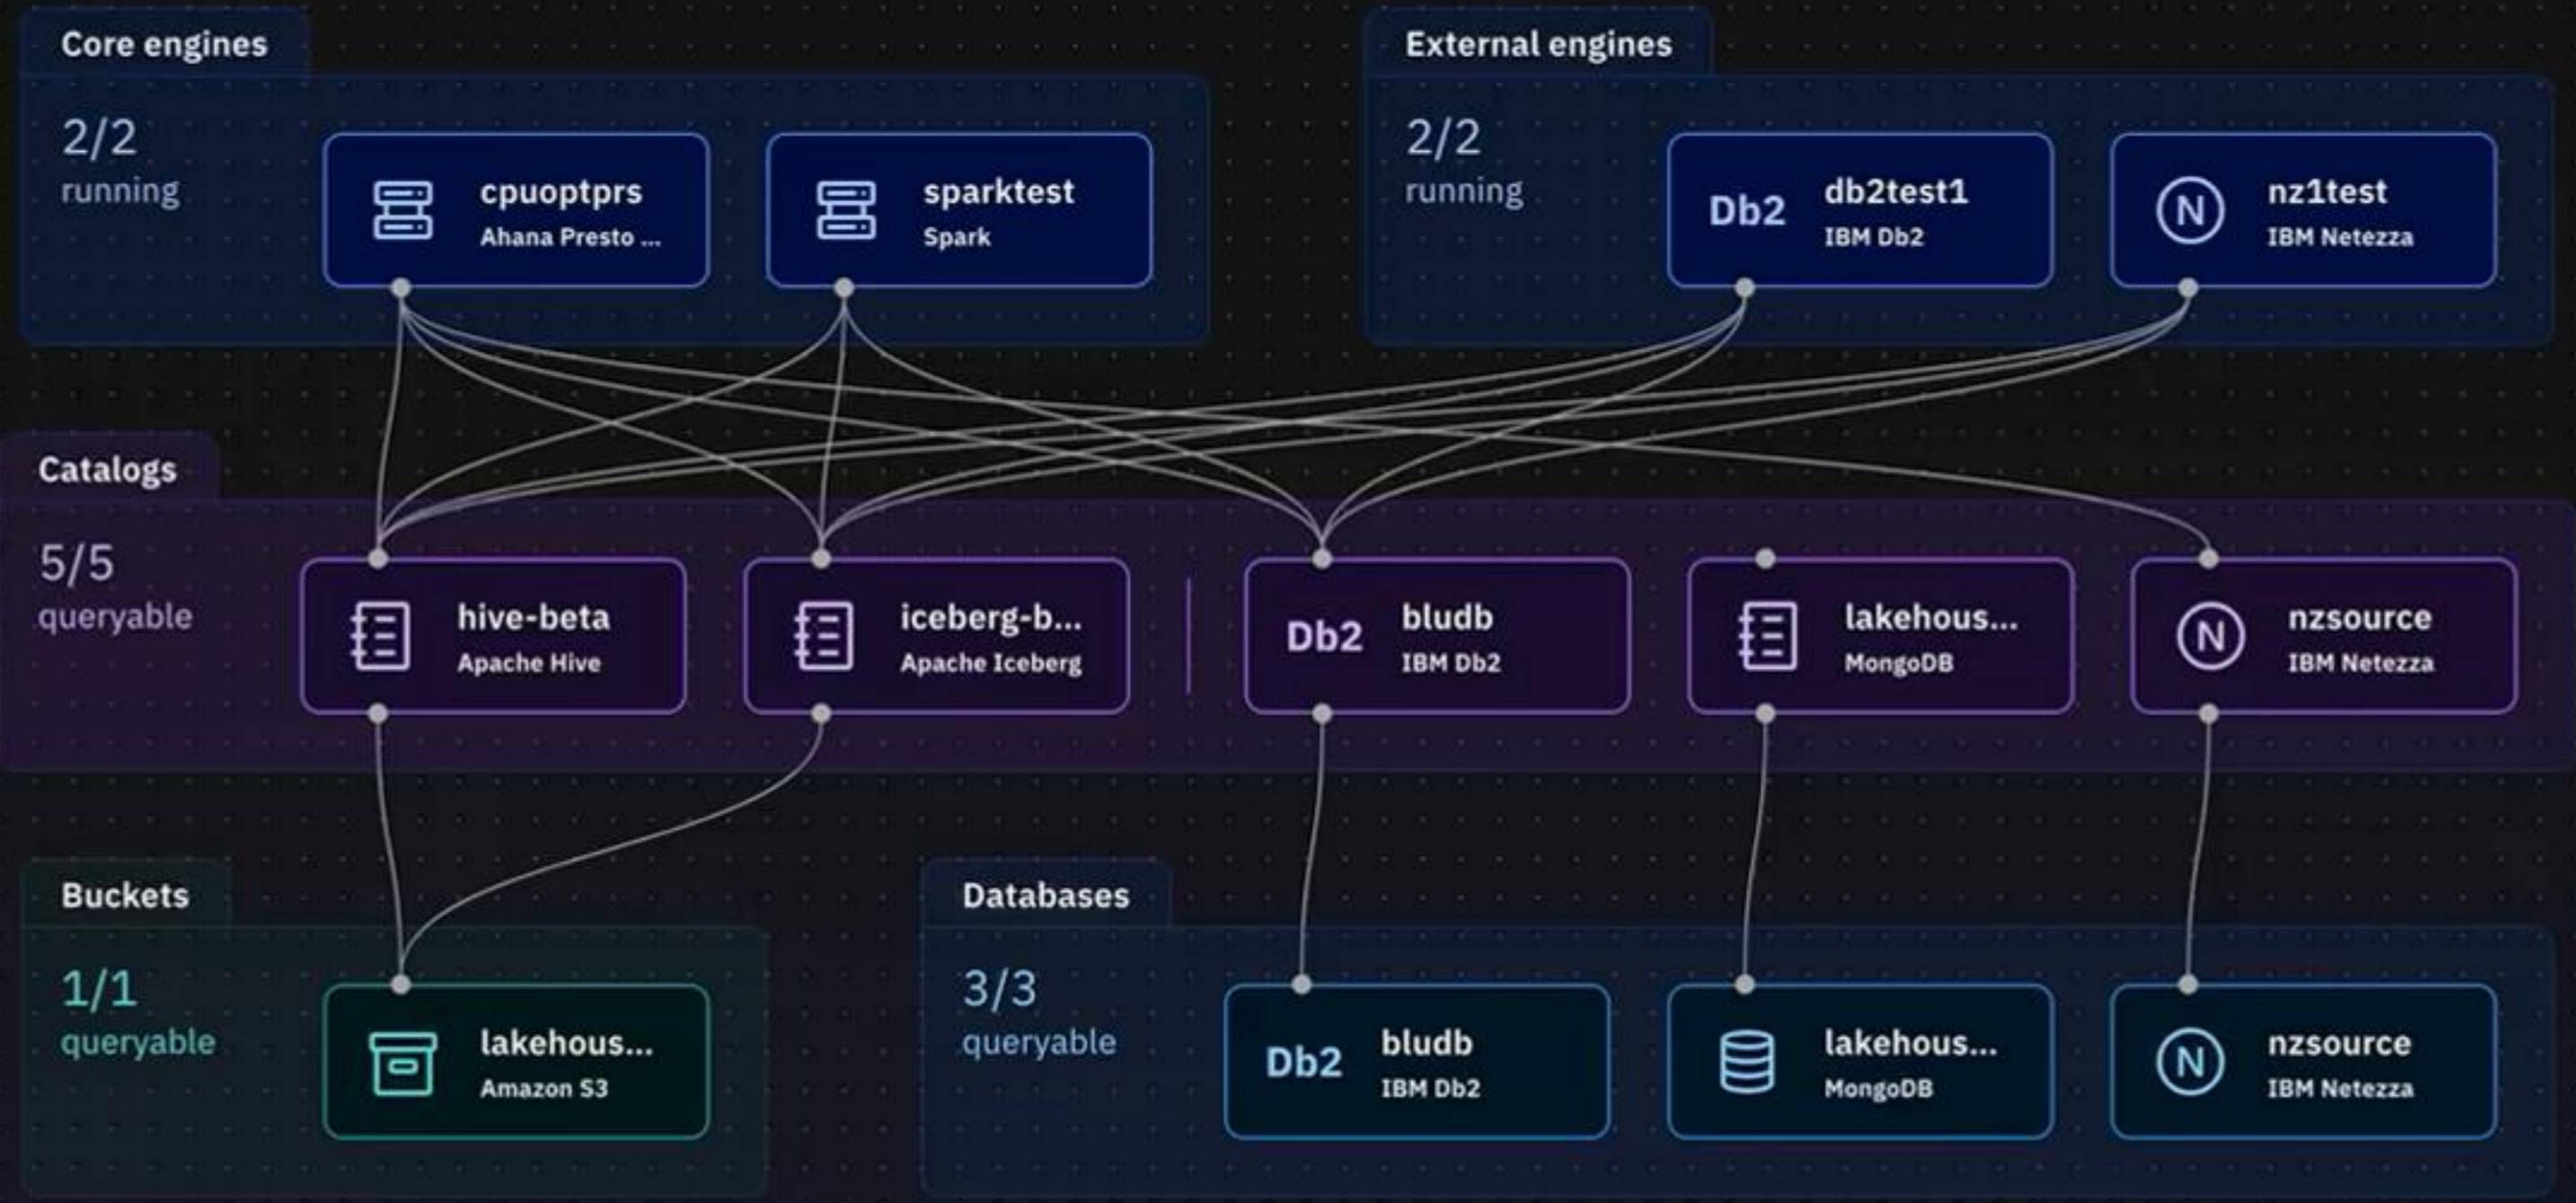 Core engines
2/2
running
cpuoptprs
Ahana Presto ...
sparktest
Spark
External engines
2/2
running
Db2
db2test1
IBM Db2
N
nz1test
IBM Netezza
Catalogs
5/5
queryable
hive-beta
Apache Hive
iceberg-b...
Apache Iceberg
Db2
bludb
IBM Db2
lakehous...
MongoDB
N
nzsource
IBM Netezza
Buckets
1/1
queryable
lakehous...
Amazon S3
Databases
3/3
queryable
Db2
bludb
IBM Db2
lakehous...
MongoDB
N
nzsource
IBM Netezza